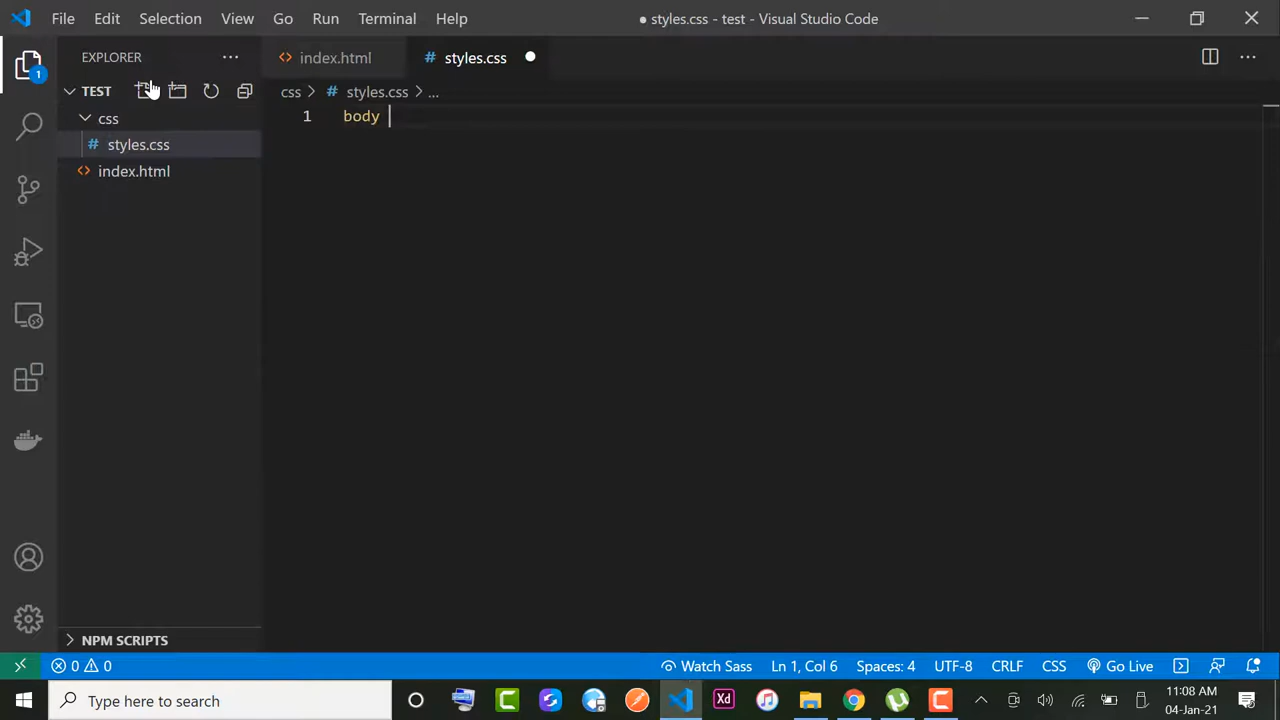 File Edit Selection View Go Run Terminal Help
● styles.css - test - Visual Studio Code
EXPLORER
index.html
# styles.css
TEST
css > # styles.css > ...
css
1 body
# styles.css
index.html
1
NPM SCRIPTS
0 0
Watch Sass
Ln 1, Col 6
Spaces: 4
UTF-8
CRLF
CSS
Go Live
Type here to search
Xd
11:08 AM
04-Jan-21